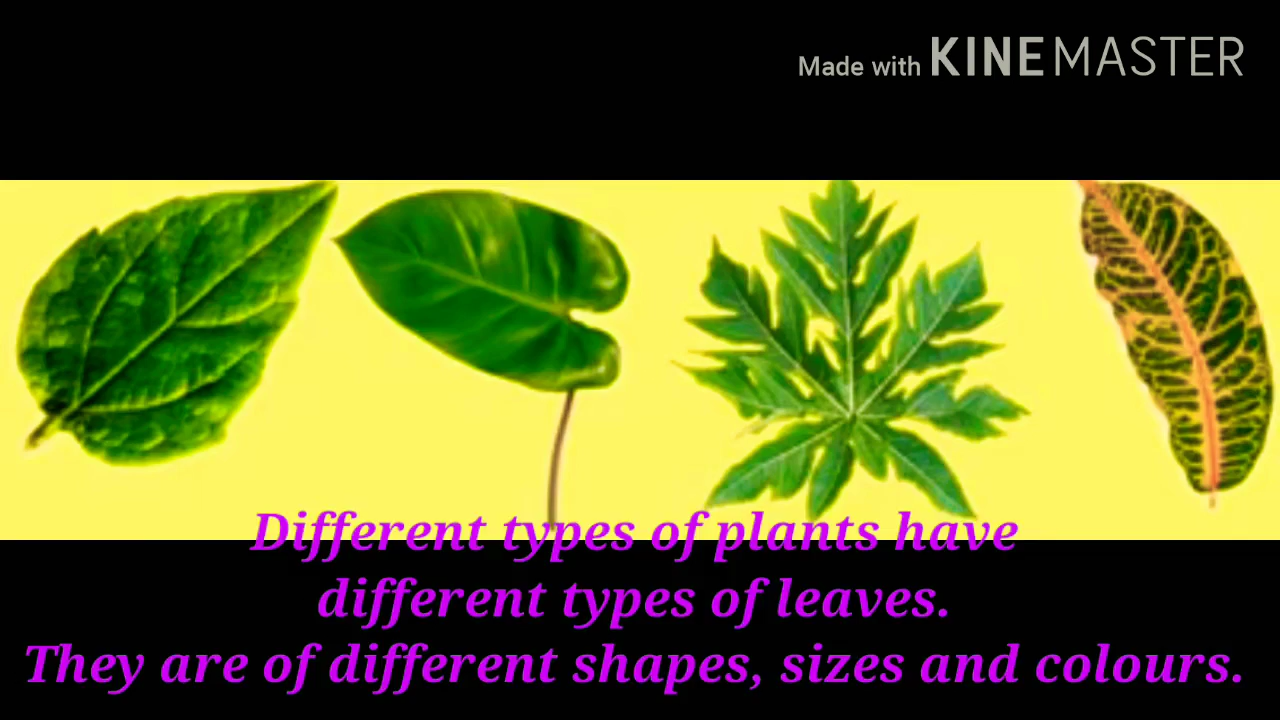 Made with KINEMASTER
Different types of plants have
different types of leaves.
They are of different shapes, sizes and colours.